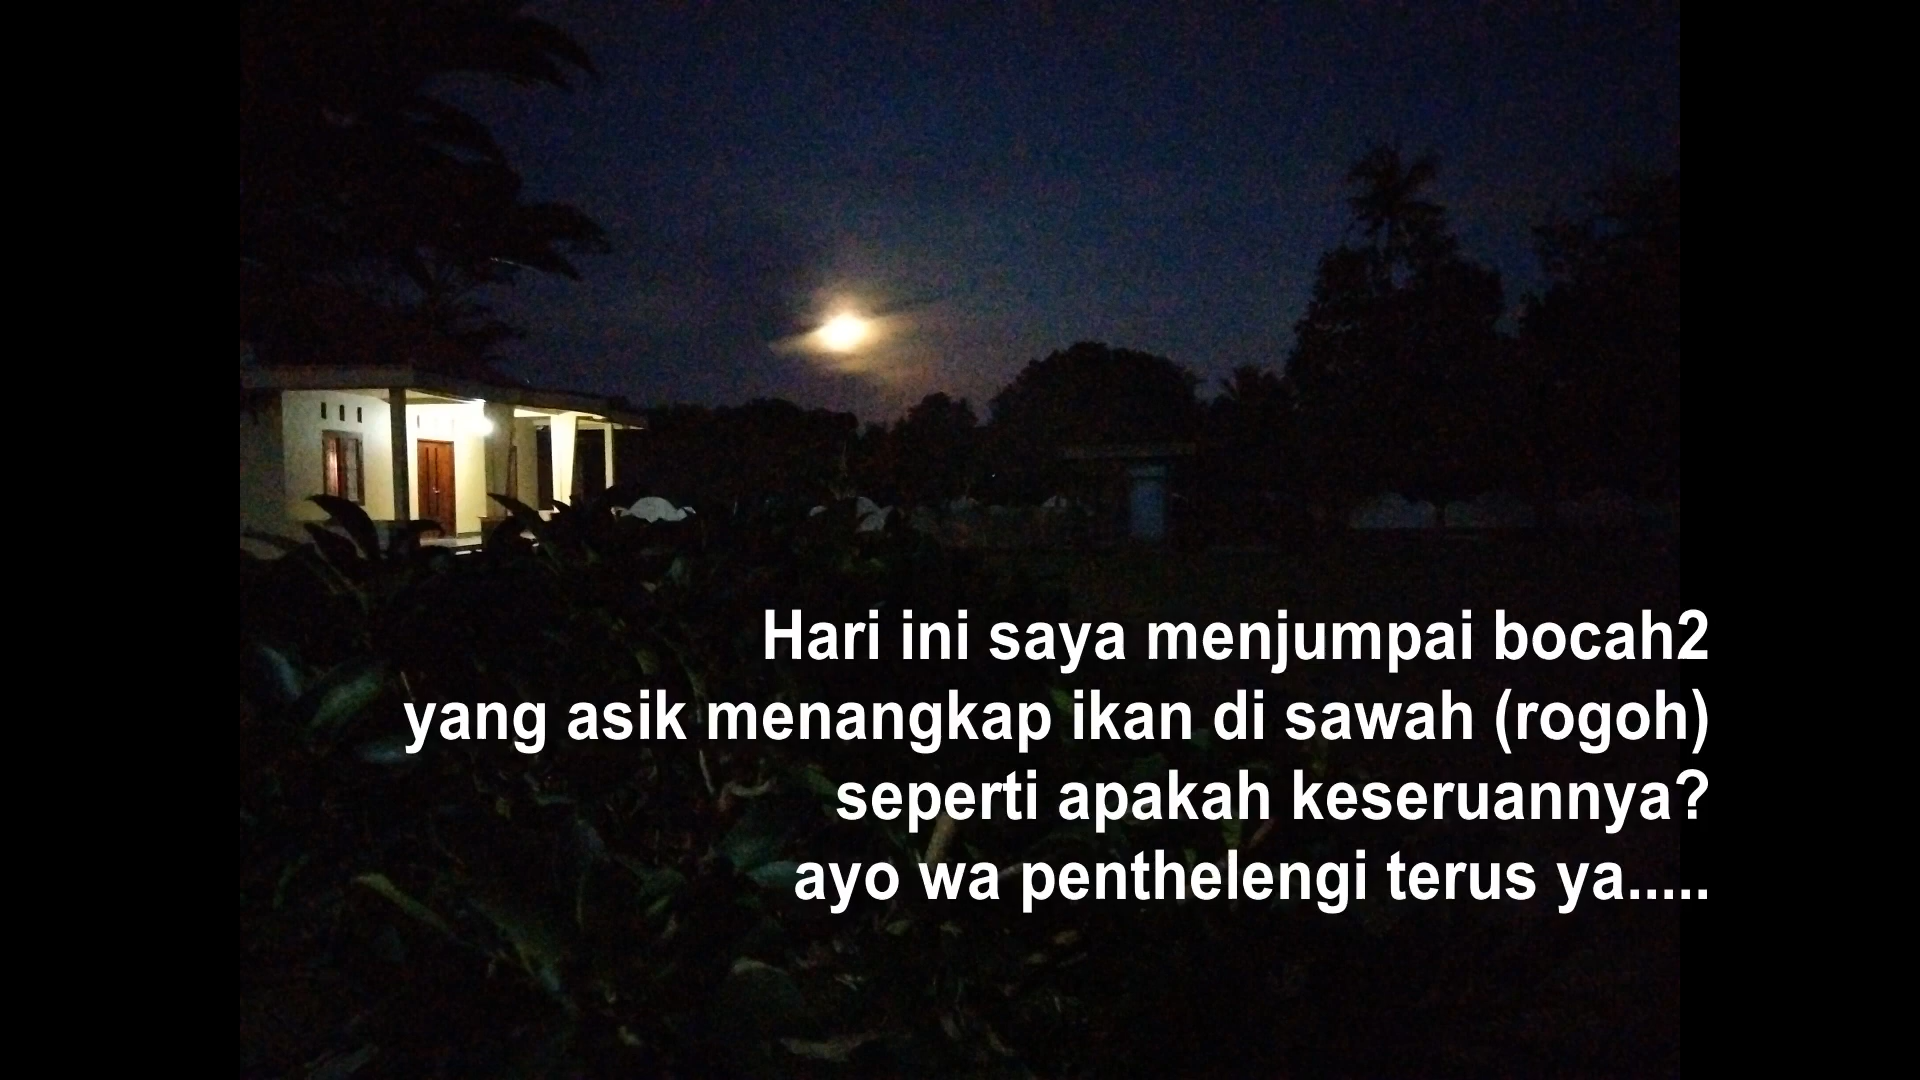 Hari ini saya menjumpai bocah2
yang asik menangkap ikan di sawah (rogoh)
seperti apakah keseruannya?
ayo wa penthelengi terus ya.....